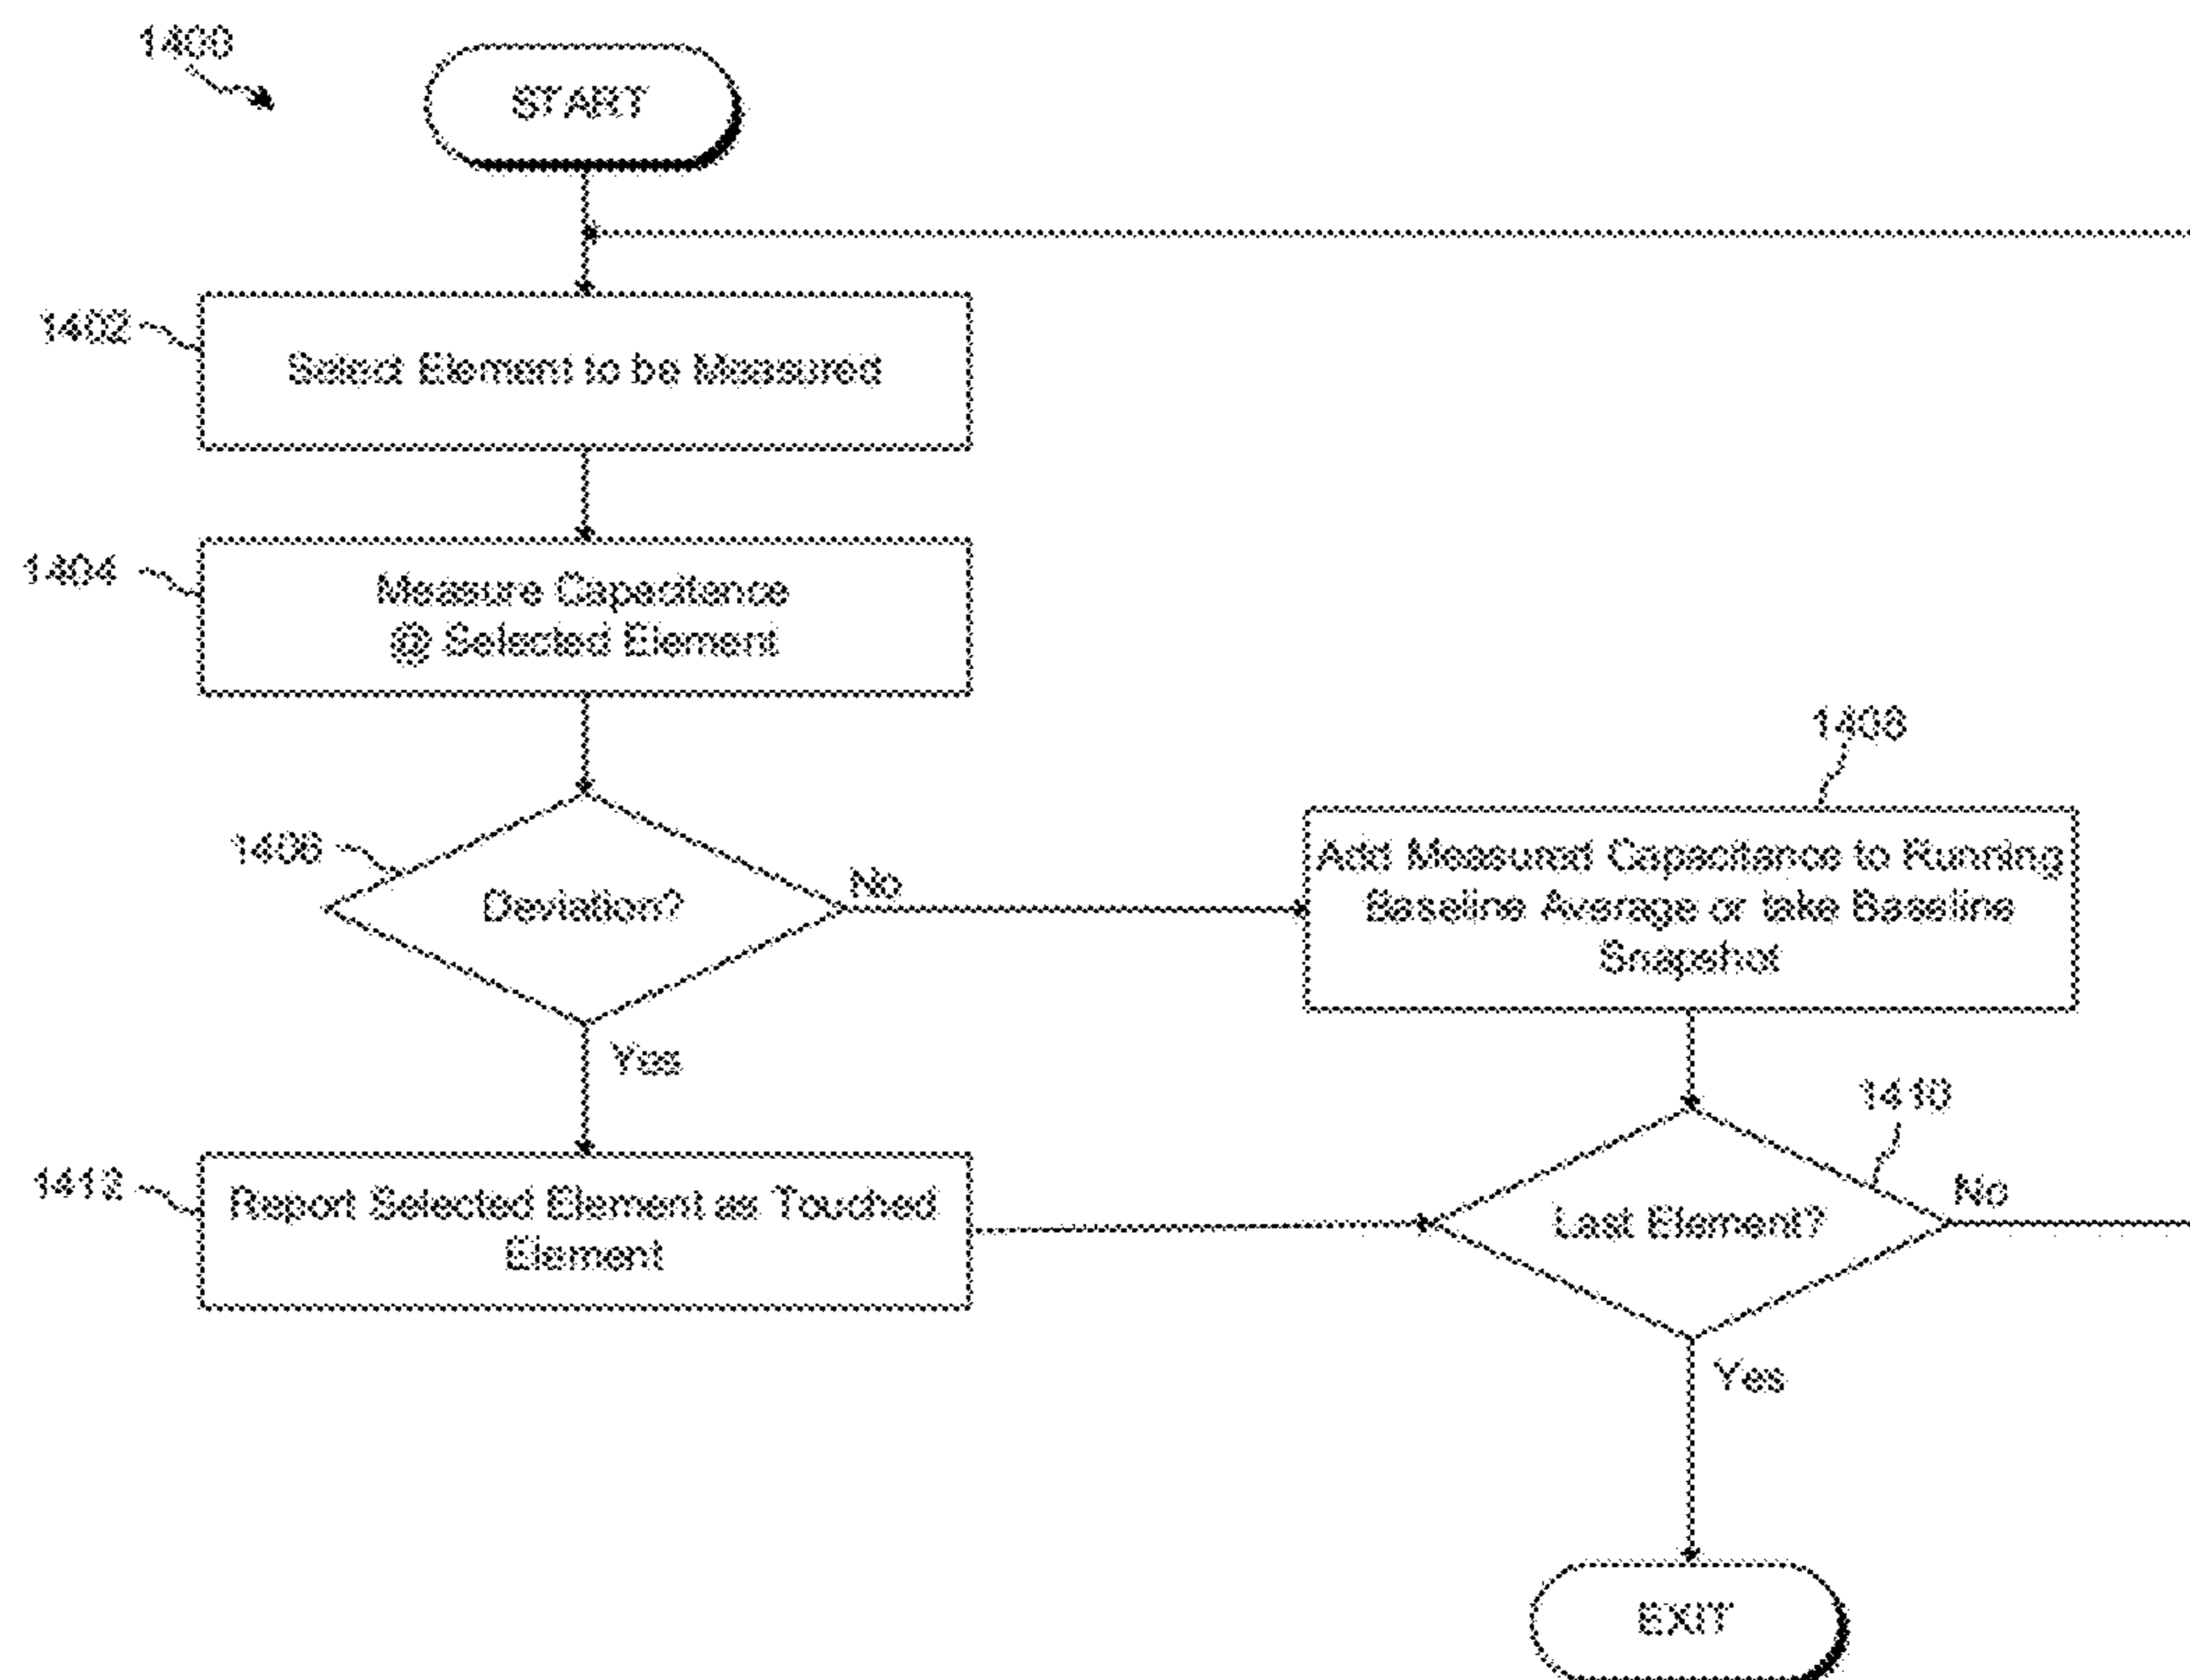 1400
START
1402
Select Element to be Measured
1404
Measure Capacitance
@ Selected Element
1406
Deviation?
No
Yes
1408
Add Measured Capacitance to Running
Baseline Average or take Baseline
Snapshot
1410
Last Element?
No
Yes
1412
Report Selected Element as Touched
Element
EXIT